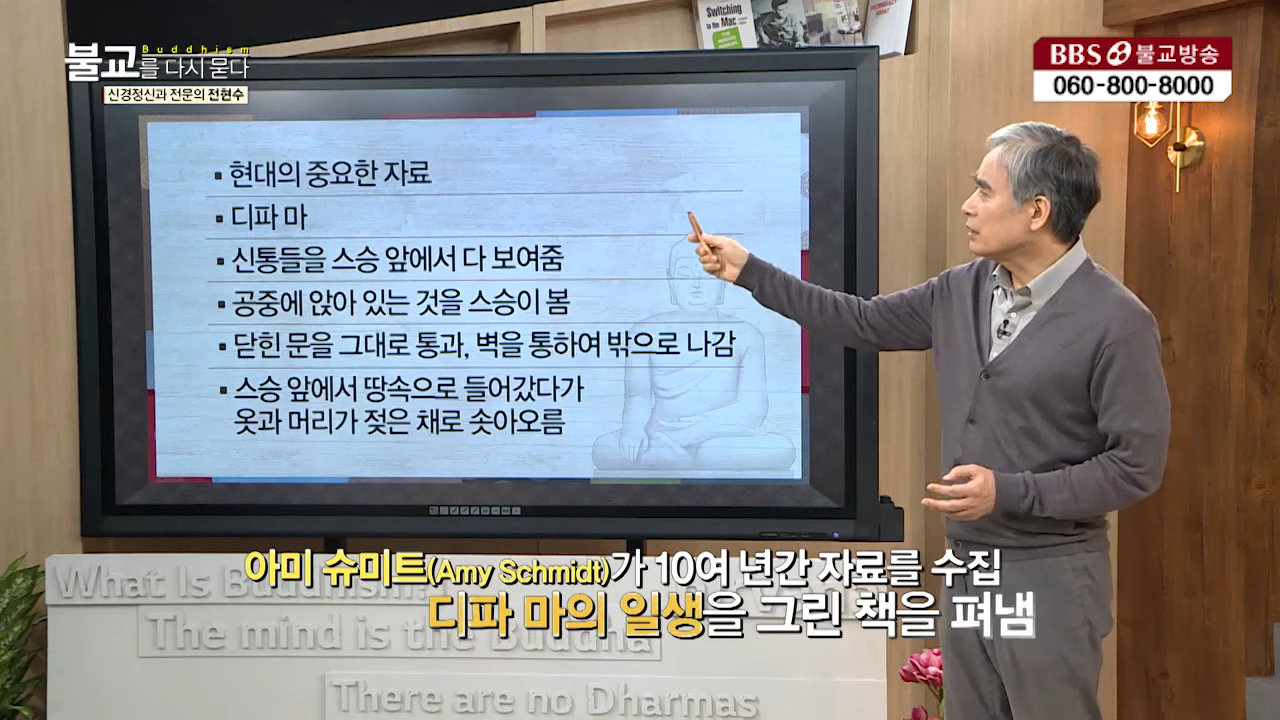 Switching
to the Mac
Buddhism
불교를 다시 묻다
신경정신과 전문의 전현수
BBS 불교방송
060-800-8000
▪ 현대의 중요한 자료
▪ 디파 마
▪ 신통들을 스승 앞에서 다 보여줌
▪ 공중에 앉아 있는 것을 스승이 봄
▪ 닫힌 문을 그대로 통과, 벽을 통하여 밖으로 나감
▪ 스승 앞에서 땅속으로 들어갔다가
옷과 머리가 젖은 채로 솟아오름
아미 슈미트(Amy Schmidt)가 10여 년간 자료를 수집
디파 마의 일생을 그린 책을 펴냄
What Is Buddhism?
The mind is the Buddha
There are no Dharmas